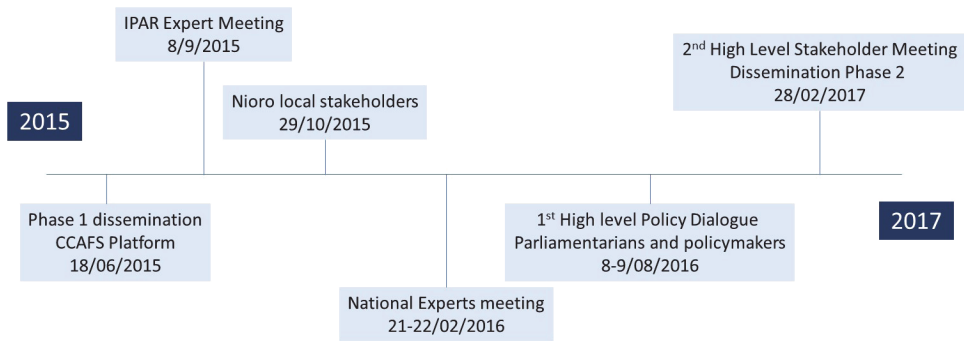 IPAR Expert Meeting
8/9/2015
2nd High Level Stakeholder Meeting
Dissemination Phase 2
28/02/2017
Nioro local stakeholders
29/10/2015
2015
Phase 1 dissemination
CCAFS Platform
18/06/2015
1st High level Policy Dialogue
Parliamentarians and policymakers
8-9/08/2016
2017
National Experts meeting
21-22/02/2016